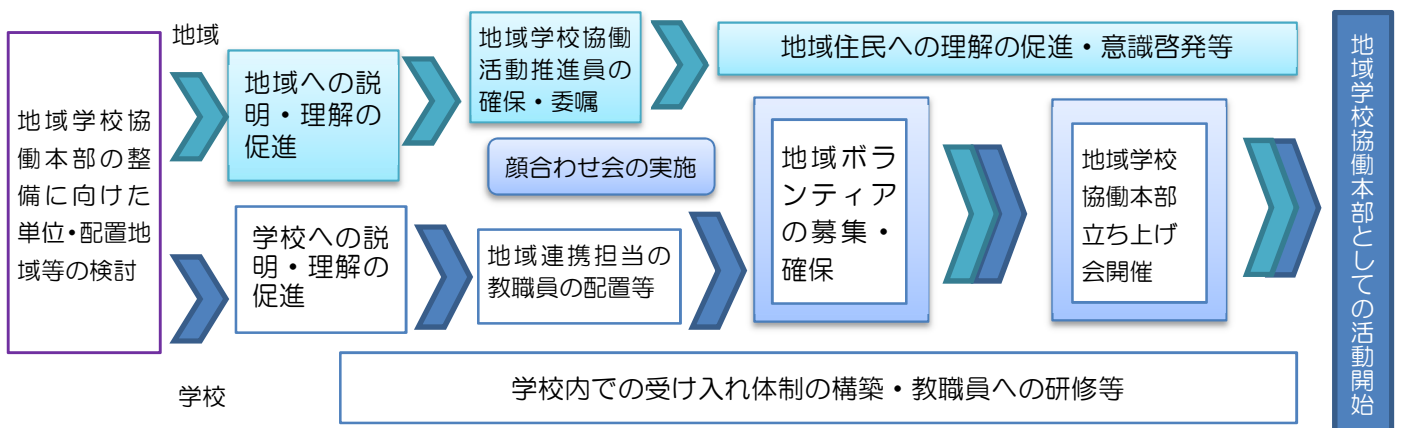 地域学校協
働本部の整
備に向けた
単位・配置地
域等の検討
地域
地域への説
明・理解の
促進
地域学校協働
活動推進員の
確保・委嘱
地域住民への理解の促進・意識啓発等
顔合わせ会の実施
学校
学校への説
明・理解の
促進
地域連携担当の
教職員の配置等
地域ボラ
ンティア
の募集・
確保
地域学校
協働本部
立ち上げ
会開催
学校内での受け入れ体制の構築・教職員への研修等
地域学校協働本部としての活動開始